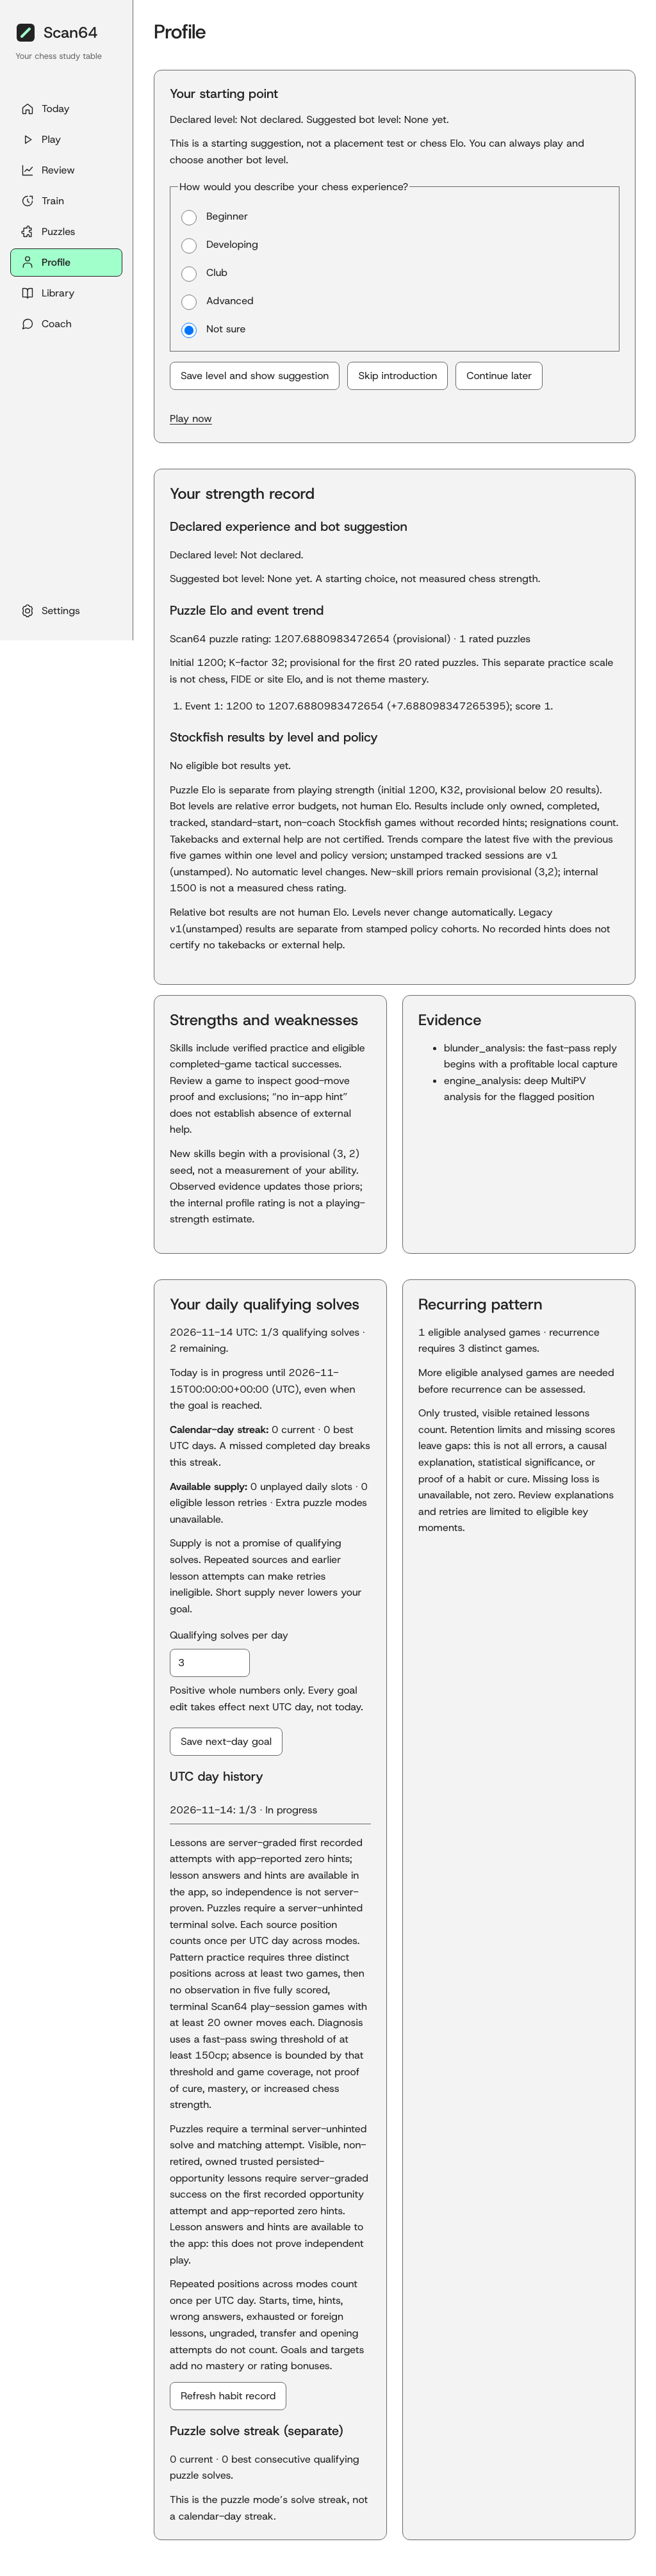 Scan64
Your chess study table
Today
Play
Review
Train
Puzzles
Profile
Library
Coach
Settings
Profile
Your starting point
Declared level: Not declared. Suggested bot level: None yet.
This is a starting suggestion, not a placement test or chess Elo. You can always play and
choose another bot level.
How would you describe your chess experience?
Beginner
Developing
Club
Advanced
Not sure
Save level and show suggestion
Skip introduction
Continue later
Play now
Your strength record
Declared experience and bot suggestion
Declared level: Not declared.
Suggested bot level: None yet. A starting choice, not measured chess strength.
Puzzle Elo and event trend
Scan64 puzzle rating: 1207.6880983472654 (provisional) · 1 rated puzzles
Initial 1200; K-factor 32; provisional for the first 20 rated puzzles. This separate practice scale
is not chess, FIDE or site Elo, and is not theme mastery.
1. Event 1: 1200 to 1207.6880983472654 (+7.688098347265395); score 1.
Stockfish results by level and policy
No eligible bot results yet.
Puzzle Elo is separate from playing strength (initial 1200, K32, provisional below 20 results).
Bot levels are relative error budgets, not human Elo. Results include only owned, completed,
tracked, standard-start, non-coach Stockfish games without recorded hints; resignations count.
Takebacks and external help are not certified. Trends compare the latest five with the previous
five games within one level and policy version; unstamped tracked sessions are v1
(unstamped). No automatic level changes. New-skill priors remain provisional (3,2); internal
1500 is not a measured chess rating.
Relative bot results are not human Elo. Levels never change automatically. Legacy
v1(unstamped) results are separate from stamped policy cohorts. No recorded hints does not
certify no takebacks or external help.
Strengths and weaknesses
Skills include verified practice and eligible
completed-game tactical successes.
Review a game to inspect good-move
proof and exclusions; “no in-app hint”
does not establish absence of external
help.
New skills begin with a provisional (3, 2)
seed, not a measurement of your ability.
Observed evidence updates those priors;
the internal profile rating is not a playing-
strength estimate.
Evidence
• blunder_analysis: the fast-pass reply
begins with a profitable local capture
• engine_analysis: deep MultiPV
analysis for the flagged position
Your daily qualifying solves
2026-11-14 UTC: 1/3 qualifying solves ·
2 remaining.
Today is in progress until 2026-11-
15T00:00:00+00:00 (UTC), even when
the goal is reached.
Calendar-day streak: 0 current · 0 best
UTC days. A missed completed day breaks
this streak.
Available supply: 0 unplayed daily slots · 0
eligible lesson retries · Extra puzzle modes
unavailable.
Supply is not a promise of qualifying
solves. Repeated sources and earlier
lesson attempts can make retries
ineligible. Short supply never lowers your
goal.
Qualifying solves per day
3
Positive whole numbers only. Every goal
edit takes effect next UTC day, not today.
Save next-day goal
UTC day history
2026-11-14: 1/3 · In progress
Lessons are server-graded first recorded
attempts with app-reported zero hints;
lesson answers and hints are available in
the app, so independence is not server-
proven. Puzzles require a server-unhinted
terminal solve. Each source position
counts once per UTC day across modes.
Pattern practice requires three distinct
positions across at least two games, then
no observation in five fully scored,
terminal Scan64 play-session games with
at least 20 owner moves each. Diagnosis
uses a fast-pass swing threshold of at
least 150cp; absence is bounded by that
threshold and game coverage, not proof
of cure, mastery, or increased chess
strength.
Puzzles require a terminal server-unhinted
solve and matching attempt. Visible, non-
retired, owned trusted persisted-
opportunity lessons require server-graded
success on the first recorded opportunity
attempt and app-reported zero hints.
Lesson answers and hints are available to
the app: this does not prove independent
play.
Repeated positions across modes count
once per UTC day. Starts, time, hints,
wrong answers, exhausted or foreign
lessons, ungraded, transfer and opening
attempts do not count. Goals and targets
add no mastery or rating bonuses.
Refresh habit record
Puzzle solve streak (separate)
0 current · 0 best consecutive qualifying
puzzle solves.
This is the puzzle mode’s solve streak, not
a calendar-day streak.
Recurring pattern
1 eligible analysed games · recurrence
requires 3 distinct games.
More eligible analysed games are needed
before recurrence can be assessed.
Only trusted, visible retained lessons
count. Retention limits and missing scores
leave gaps: this is not all errors, a causal
explanation, statistical significance, or
proof of a habit or cure. Missing loss is
unavailable, not zero. Review explanations
and retries are limited to eligible key
moments.